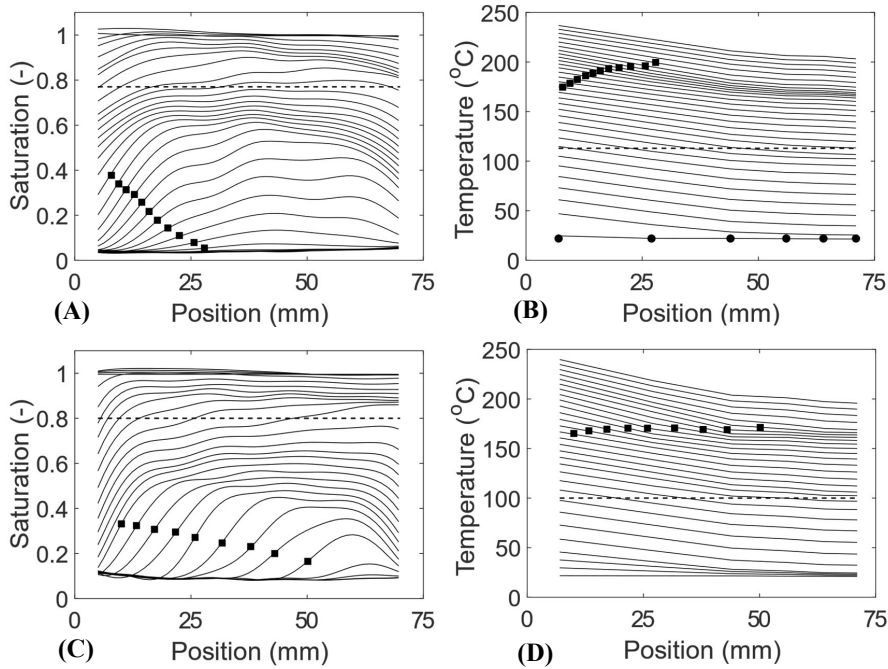 1
0.8
0.6
0.4
0.2
0
Saturation (-)
0 25 50 75
(A) Position (mm)
250
200
150
100
50
0
Temperature (°C)
0 25 50 75
(B) Position (mm)
1
0.8
0.6
0.4
0.2
0
Saturation (-)
0 25 50 75
(C) Position (mm)
250
200
150
100
50
0
Temperature (°C)
0 25 50 75
(D) Position (mm)